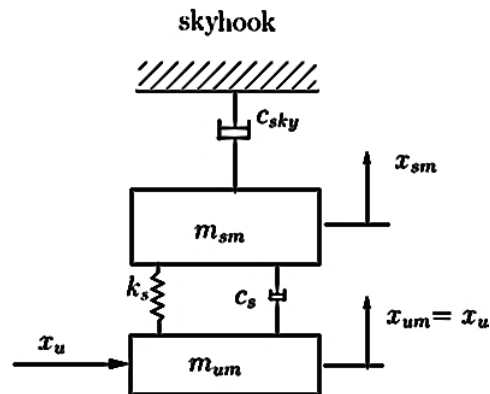 skyhook
c_sky
x_sm
m_sm
k_s
c_s
x_um = x_u
x_u
m_um